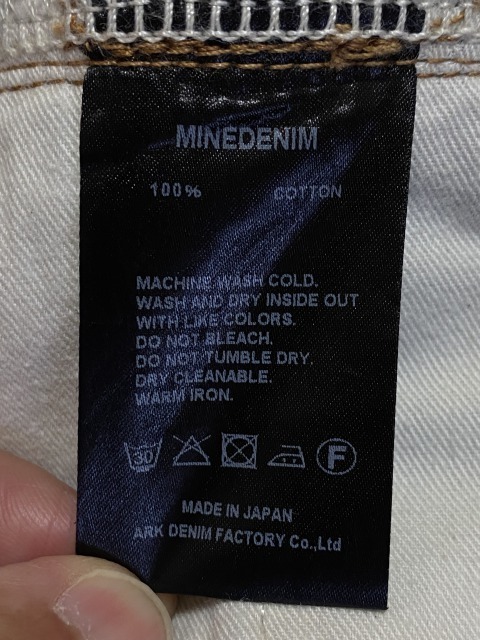 MINEDENIM
100% COTTON
MACHINE WASH COLD.
WASH AND DRY INSIDE OUT
WITH LIKE COLORS.
DO NOT BLEACH.
DO NOT TUMBLE DRY.
DRY CLEANABLE.
WARM IRON.
30 F
MADE IN JAPAN
ARK DENIM FACTORY Co.,Ltd